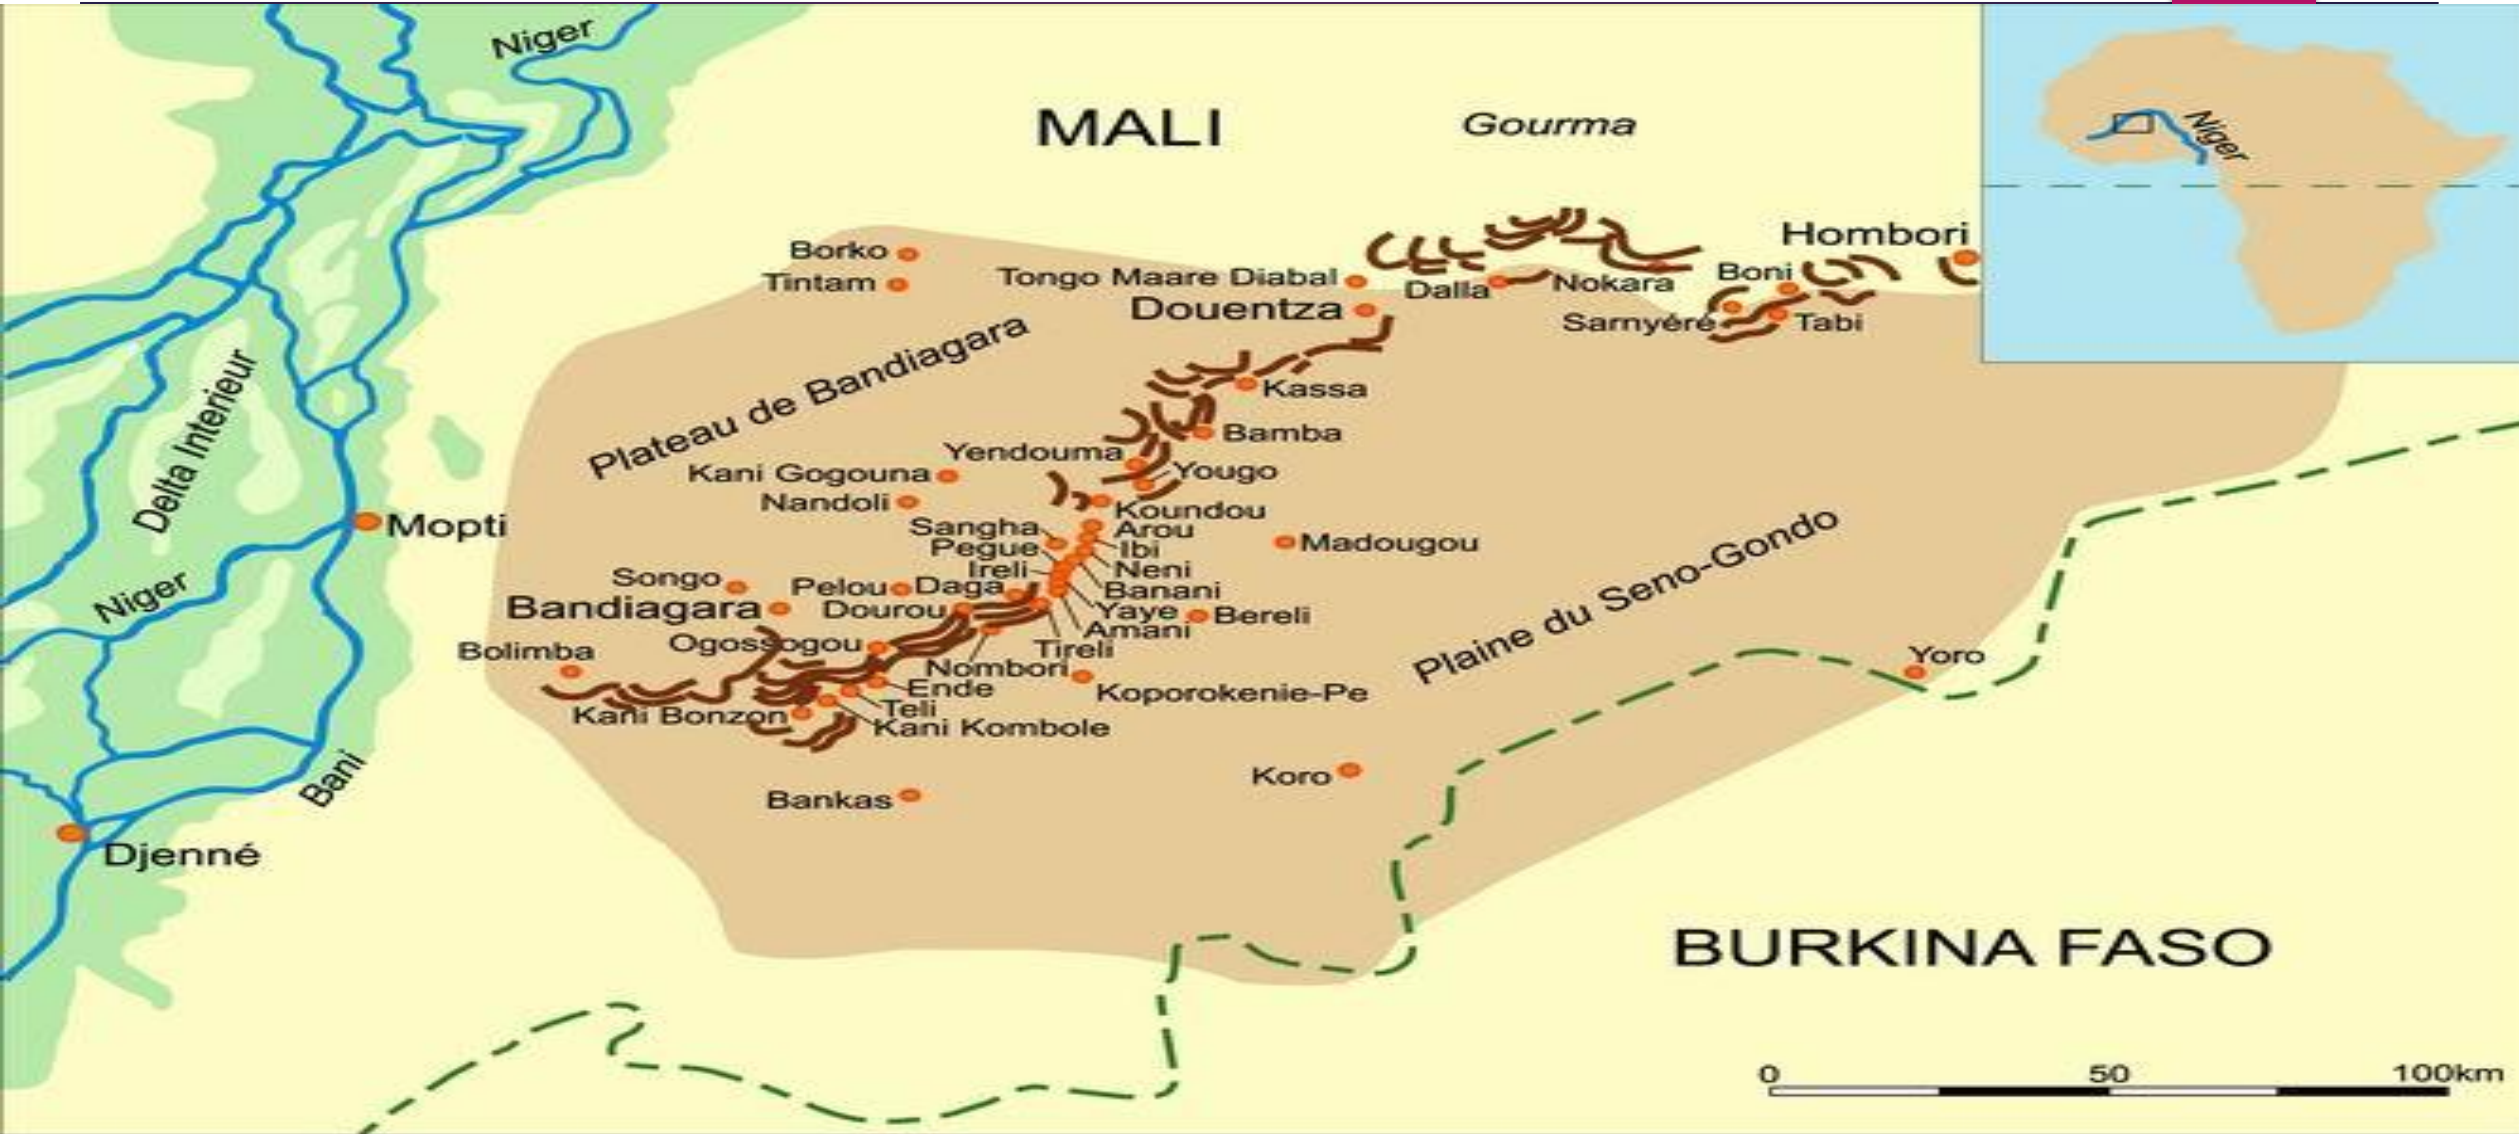 Niger
MALI
Gourma
Niger
Hombori
Borko
Tintam
Tongo Maare Diabal
Dalla
Nokara
Boni
Douentza
Sarnyéré
Tabi
Plateau de Bandiagara
Delta Interieur
Kassa
Bamba
Yendouma
Yougo
Kani Gogouna
Nandoli
Koundou
Mopti
Sangha
Arou
Madougou
Pegue
Ibi
Ireli
Neni
Plaine du Seno-Gondo
Niger
Songo
Pelou
Daga
Banani
Bandiagara
Dourou
Yaye
Bereli
Amani
Bolimba
Ogossogou
Tireli
Nombori
Yoro
Ende
Koporokenie-Pe
Teli
Kani Bonzon
Kani Kombole
Bani
Koro
Bankas
Djenné
BURKINA FASO
0 50 100km